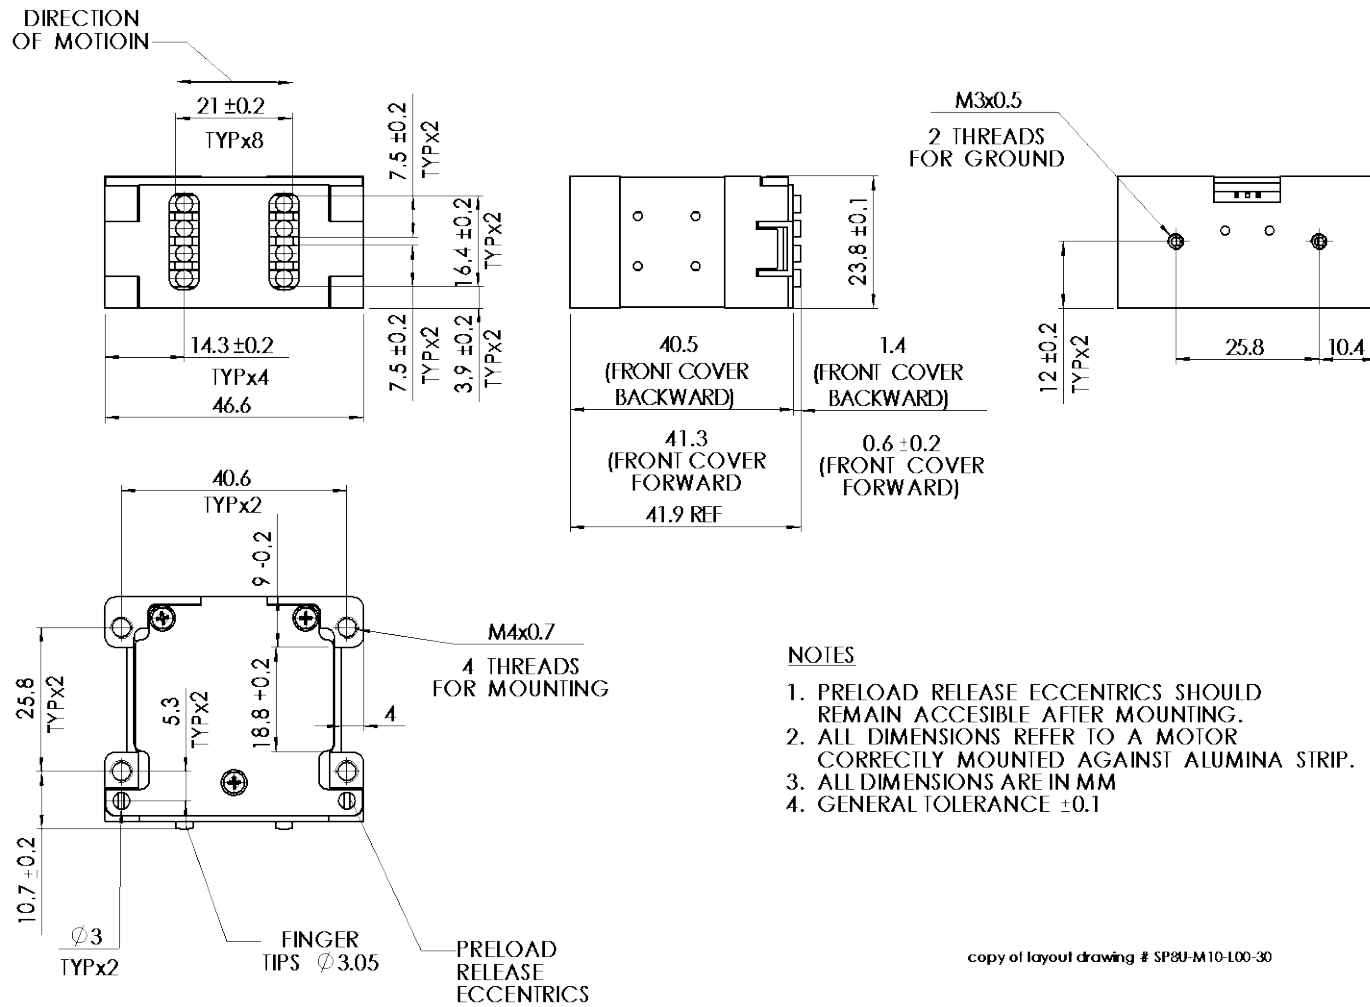 DIRECTION
OF MOTIOIN
21 ±0.2
TYPx8
7.5 ±0.2
TYPx2
16.4 ±0.2
TYPx2
14.3 ±0.2
TYPx4
46.6
7.5 ±0.2
TYPx2
3.9 ±0.2
TYPx2
23.8 ±0.1
40.5
(FRONT COVER
BACKWARD)
1.4
(FRONT COVER
BACKWARD)
41.3
(FRONT COVER
FORWARD
0.6 ±0.2
(FRONT COVER
FORWARD)
41.9 REF
M3x0.5
2 THREADS
FOR GROUND
12 ±0.2
TYPx2
25.8
10.4
40.6
TYPx2
9 -0.2
M4x0.7
4 THREADS
FOR MOUNTING
25.8
TYPx2
5.3
TYPx2
18.8 +0.2
4
10.7 ±0.2
∅3
TYPx2
FINGER
TIPS ∅3.05
PRELOAD
RELEASE
ECCENTRICS
NOTES
1. PRELOAD RELEASE ECCENTRICS SHOULD
REMAIN ACCESIBLE AFTER MOUNTING.
2. ALL DIMENSIONS REFER TO A MOTOR
CORRECTLY MOUNTED AGAINST ALUMINA STRIP.
3. ALL DIMENSIONS ARE IN MM
4. GENERAL TOLERANCE ±0.1
copy of layout drawing # SP8U-M10-L00-30